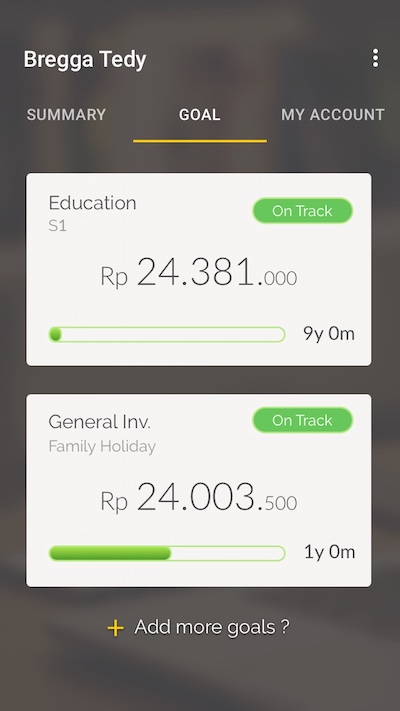 Bregga Tedy
SUMMARY GOAL MY ACCOUNT
Education
On Track
S1
Rp 24.381.000
9y 0m
General Inv.
On Track
Family Holiday
Rp 24.003.500
1y 0m
+ Add more goals ?